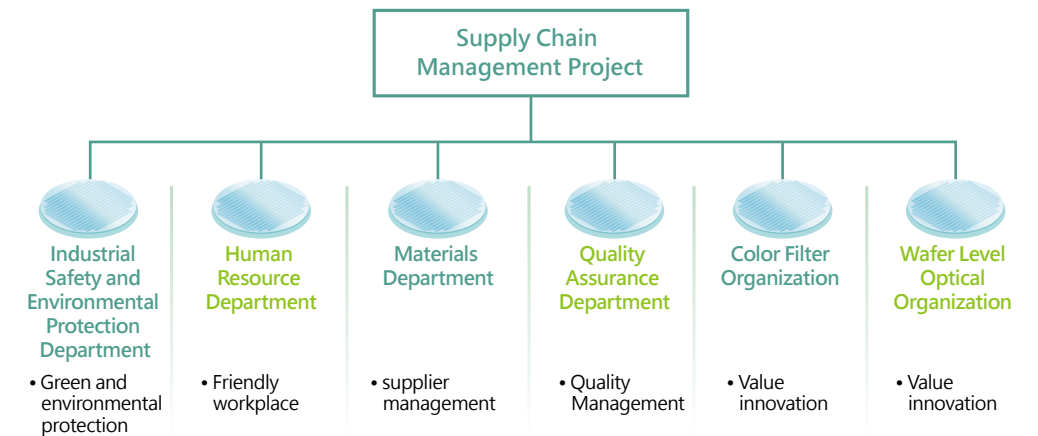 Supply Chain
Management Project
Industrial
Safety and
Environmental
Protection
Department
Human
Resource
Department
Materials
Department
Quality
Assurance
Department
Color Filter
Organization
Wafer Level
Optical
Organization
• Green and
environmental
protection
• Friendly
workplace
• supplier
management
• Quality
Management
• Value
innovation
• Value
innovation